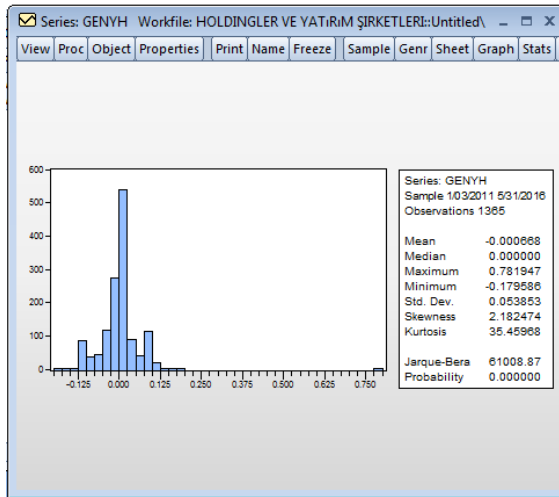 Series: GENYH Workfile: HOLDINGLER VE YATıRıM ŞIRKETLERI::Untitled\
View Proc Object Properties Print Name Freeze Sample Genr Sheet Graph Stats
600
500
400
300
200
100
0
-0.125 0.000 0.125 0.250 0.375 0.500 0.625 0.750
Series: GENYH
Sample 1/03/2011 5/31/2016
Observations 1365
Mean -0.000668
Median 0.000000
Maximum 0.781947
Minimum -0.179586
Std. Dev. 0.053853
Skewness 2.182474
Kurtosis 35.45968
Jarque-Bera 61008.87
Probability 0.000000